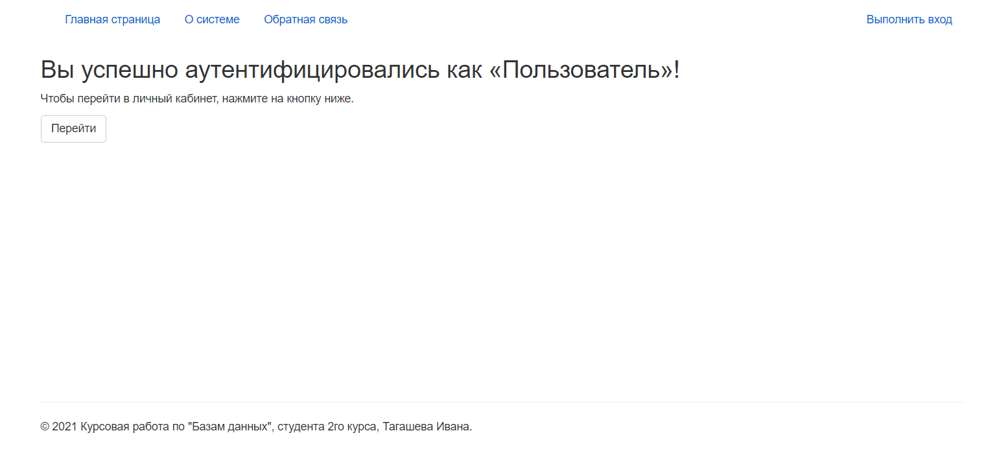 Главная страница О системе Обратная связь Выполнить вход
Вы успешно аутентифицировались как «Пользователь»!
Чтобы перейти в личный кабинет, нажмите на кнопку ниже.
Перейти
© 2021 Курсовая работа по "Базам данных", студента 2го курса, Тагашева Ивана.